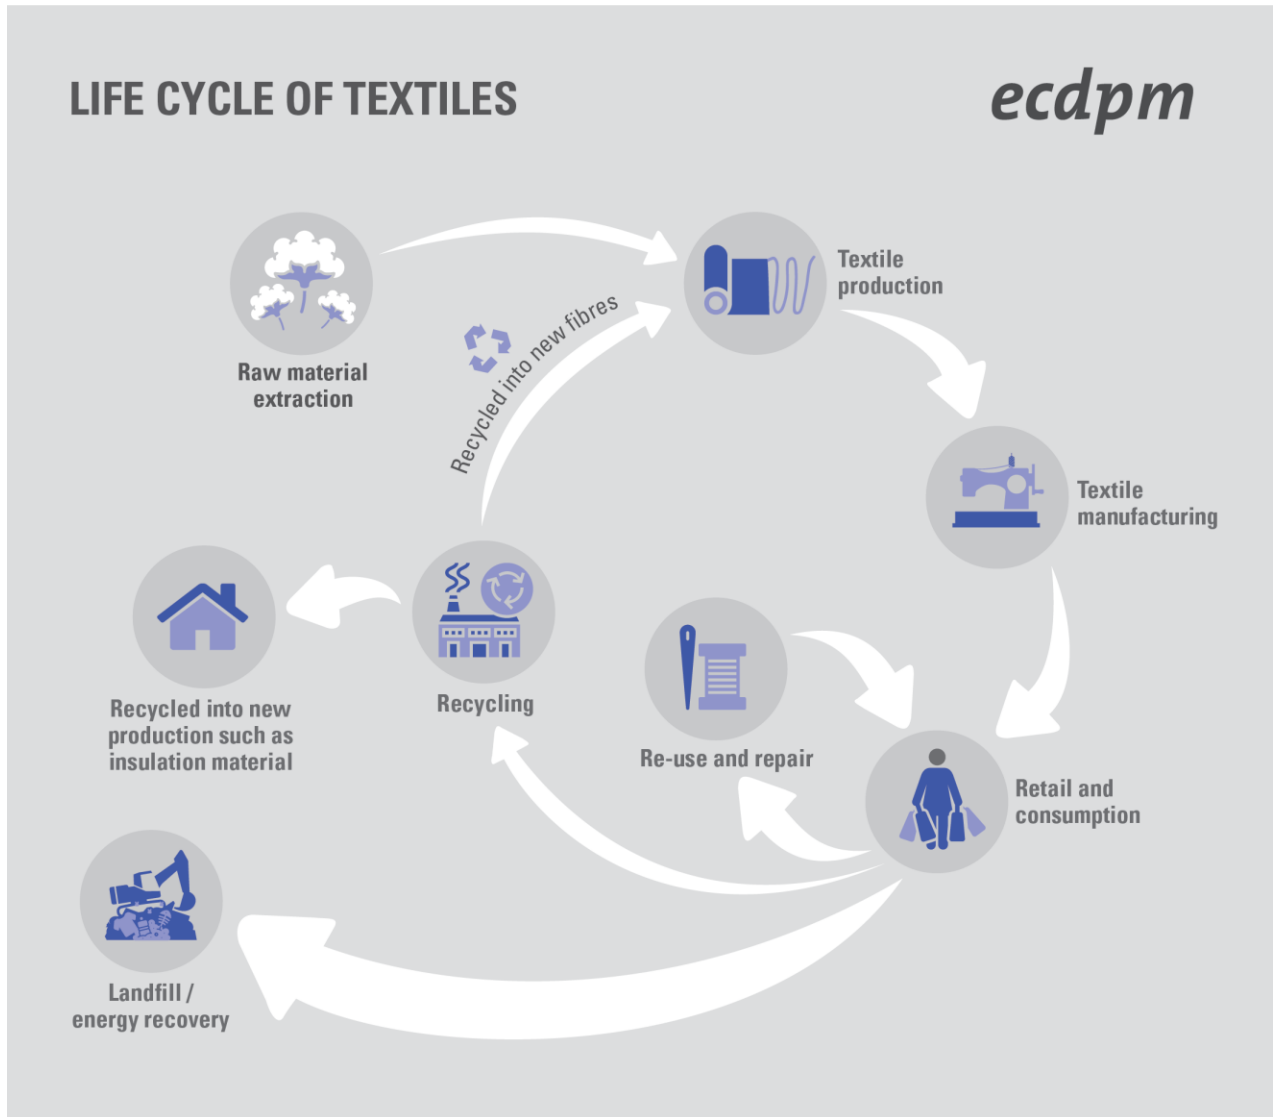 LIFE CYCLE OF TEXTILES
ecdpm
Textile
production
Raw material
extraction
Recycled into new fibres
Textile
manufacturing
Recycling
Recycled into new
production such as
insulation material
Re-use and repair
Retail and
consumption
Landfill /
energy recovery